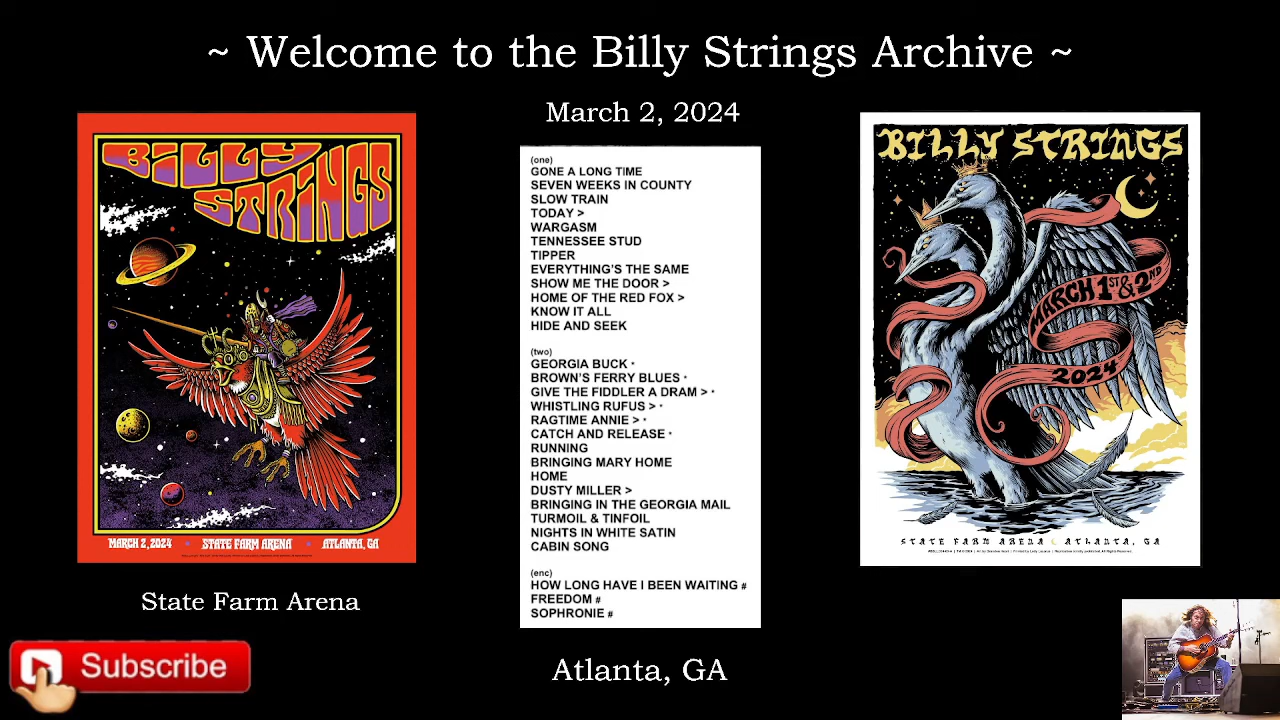 ~ Welcome to the Billy Strings Archive ~
March 2, 2024
BILLY
STRINGS
MARCH 2, 2024 • STATE FARM ARENA • ATLANTA, GA
State Farm Arena
Subscribe
(one)
GONE A LONG TIME
SEVEN WEEKS IN COUNTY
SLOW TRAIN
TODAY >
WARGASM
TENNESSEE STUD
TIPPER
EVERYTHING'S THE SAME
SHOW ME THE DOOR >
HOME OF THE RED FOX >
KNOW IT ALL
HIDE AND SEEK
(two)
GEORGIA BUCK *
BROWN'S FERRY BLUES *
GIVE THE FIDDLER A DRAM > *
WHISTLING RUFUS > *
RAGTIME ANNIE > *
CATCH AND RELEASE *
RUNNING
BRINGING MARY HOME
HOME
DUSTY MILLER >
BRINGING IN THE GEORGIA MAIL
TURMOIL & TINFOIL
NIGHTS IN WHITE SATIN
CABIN SONG
(enc)
HOW LONG HAVE I BEEN WAITING #
FREEDOM #
SOPHRONIE #
Atlanta, GA
BILLY STRINGS
MARCH 1ST & 2ND
2024
STATE FARM ARENA ATLANTA, GA